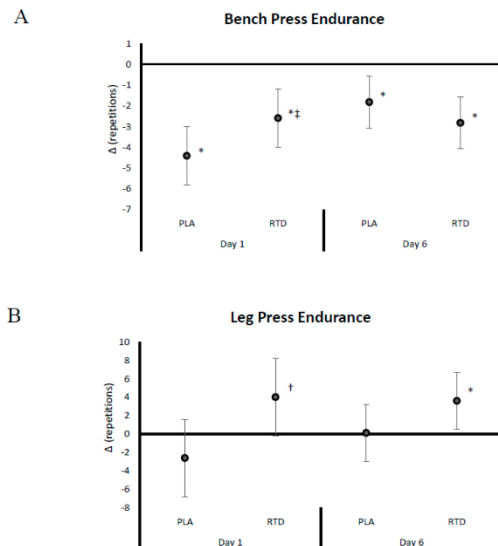 A
Bench Press Endurance
Δ (repetitions)
1
0
-1
-2
-3
-4
-5
-6
-7
*
*‡
*
*
PLA RTD PLA RTD
Day 1 Day 6
B
Leg Press Endurance
Δ (repetitions)
10
8
6
4
2
0
-2
-4
-6
-8
†
*
PLA RTD PLA RTD
Day 1 Day 6